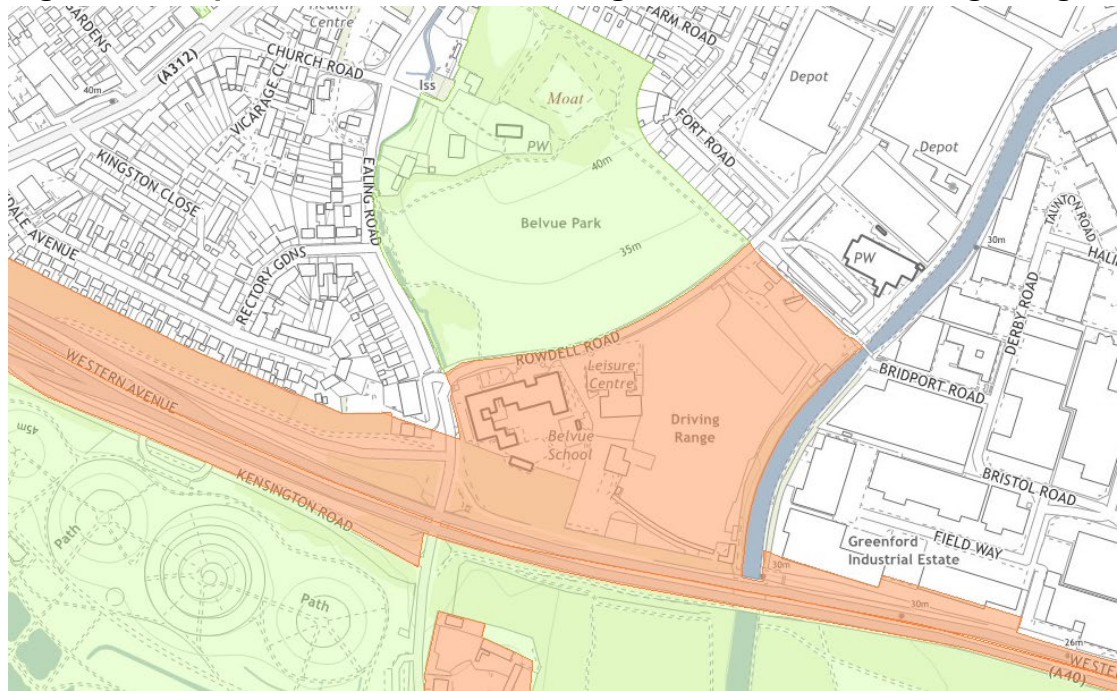 GARDENS
(A312)
40m
Centre
CHURCH ROAD
VICARAGE CL
KINGSTON CLOSE
DALE AVENUE
RECTORY GDNS
EALING ROAD
Iss
Moat
PW
FARM ROAD
FORT ROAD
Depot
Depot
40m
Belvue Park
35m
PW
30m
TAUNTON ROAD
DERBY ROAD
ROWDELL ROAD
Leisure
Centre
Driving
Range
Belvue
School
BRIDPORT ROAD
BRISTOL ROAD
FIELD WAY
Greenford
Industrial Estate
WESTERN AVENUE
KENSINGTON ROAD
45m
Path
Path
30m
30m
26m
(A40)